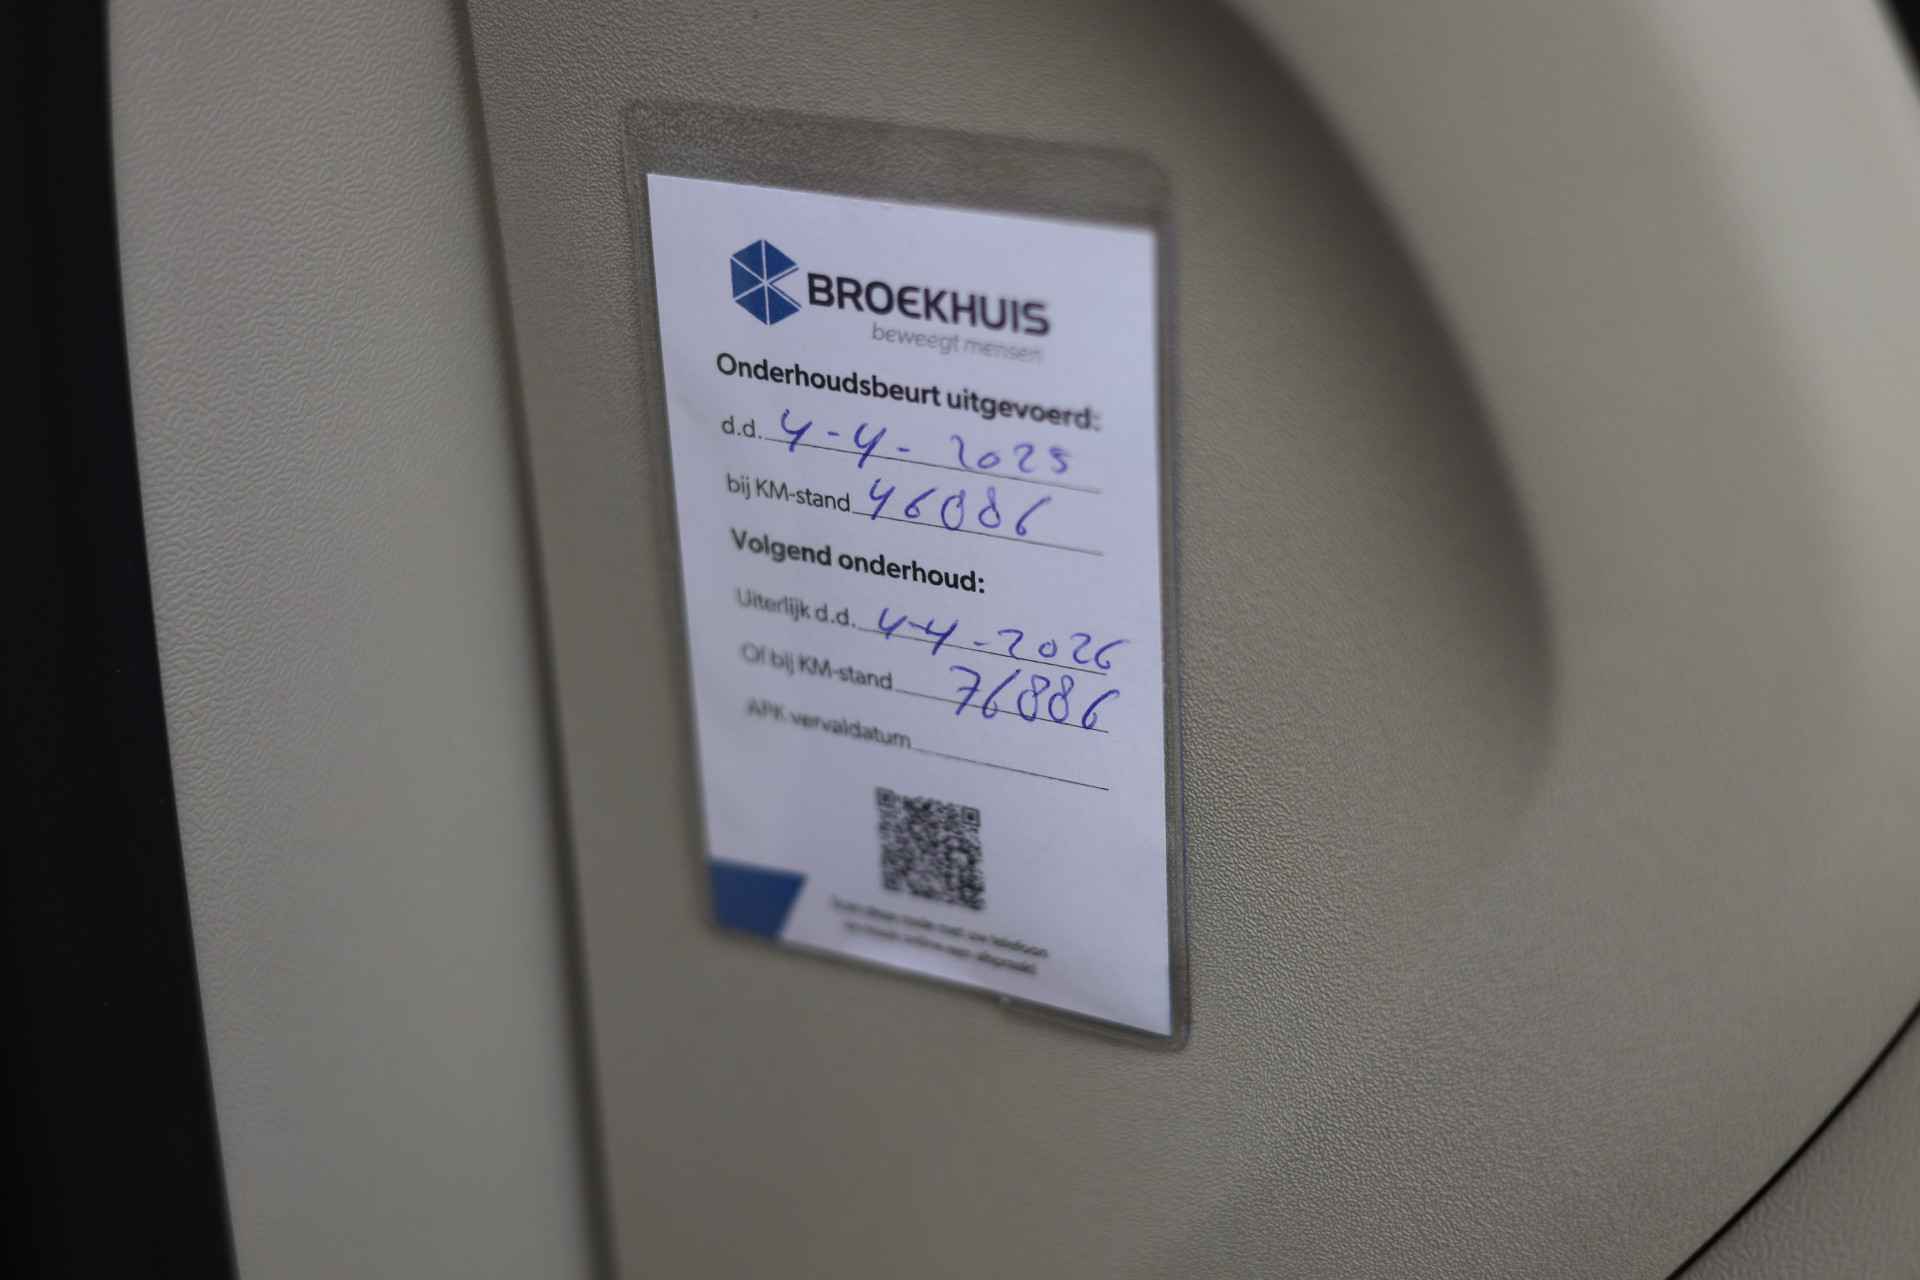 BROEKHUIS
beweegt mensen
Onderhoudsbeurt uitgevoerd:
d.d. 4-4-2025
bij KM-stand 46886
Volgend onderhoud:
Uiterlijk d.d. 4-4-2026
Of bij KM-stand 76886
APK vervaldatum